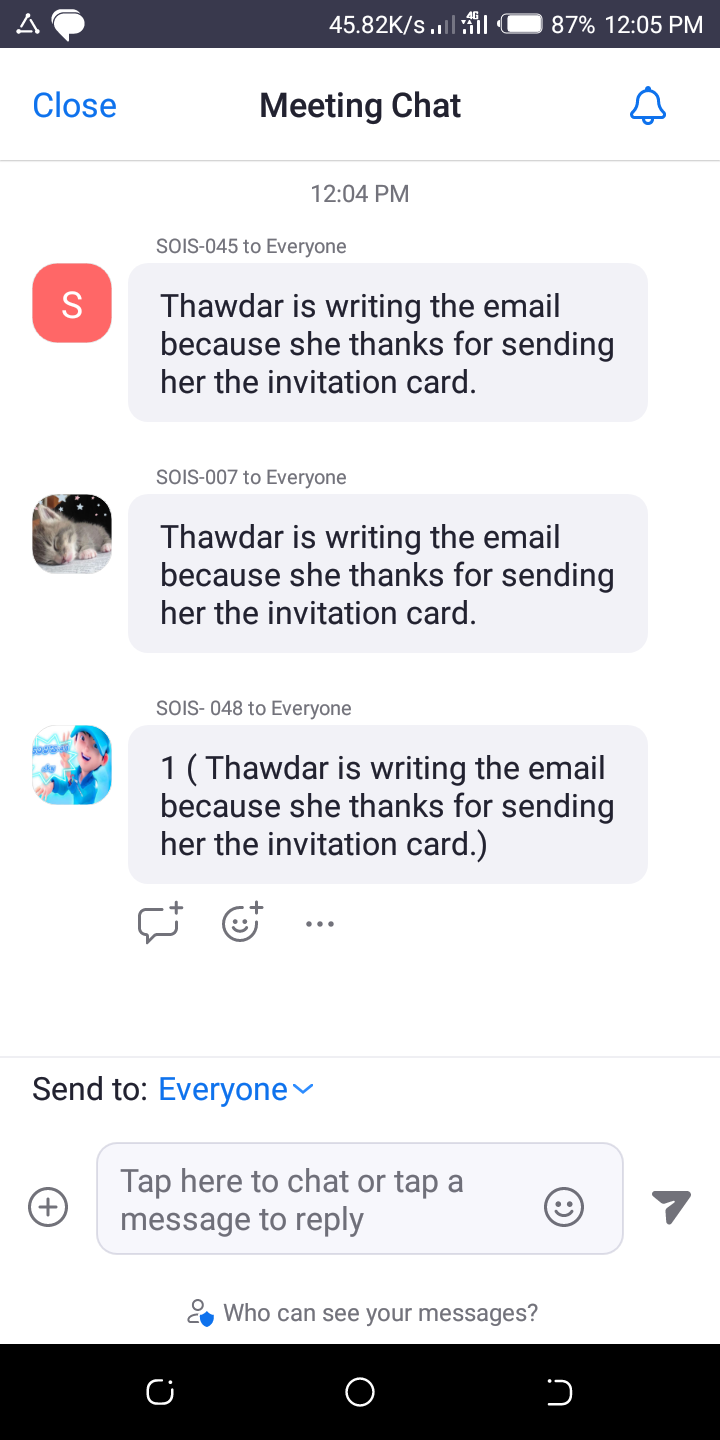 45.82K/s 4G 87% 12:05 PM
Close Meeting Chat
12:04 PM
SOIS-045 to Everyone
S
Thawdar is writing the email
because she thanks for sending
her the invitation card.
SOIS-007 to Everyone
Thawdar is writing the email
because she thanks for sending
her the invitation card.
SOIS- 048 to Everyone
1 ( Thawdar is writing the email
because she thanks for sending
her the invitation card.)
Send to: Everyone
Tap here to chat or tap a
message to reply
Who can see your messages?